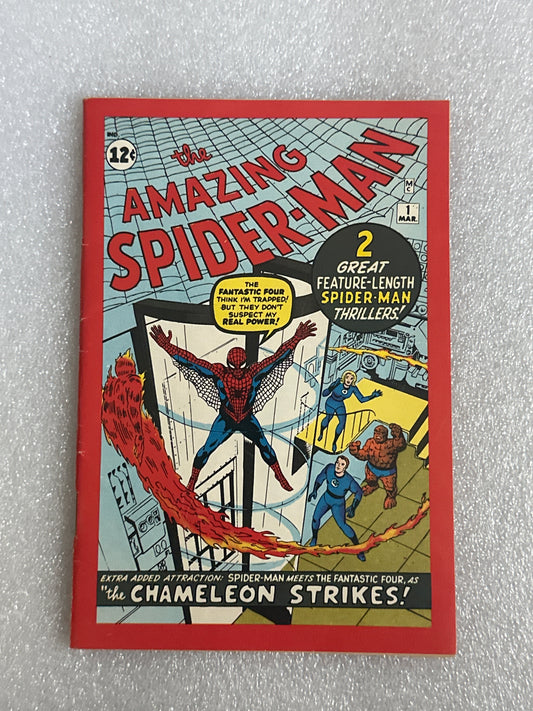 IND.
12¢
the
AMAZING
SPIDER-MAN
M
C
1
MAR.
2
GREAT
FEATURE-LENGTH
SPIDER-MAN
THRILLERS!
THE
FANTASTIC FOUR
THINK I'M TRAPPED!
BUT THEY DON'T
SUSPECT MY
REAL POWER!
EXTRA ADDED ATTRACTION: SPIDER-MAN MEETS THE FANTASTIC FOUR, AS
"the CHAMELEON STRIKES!